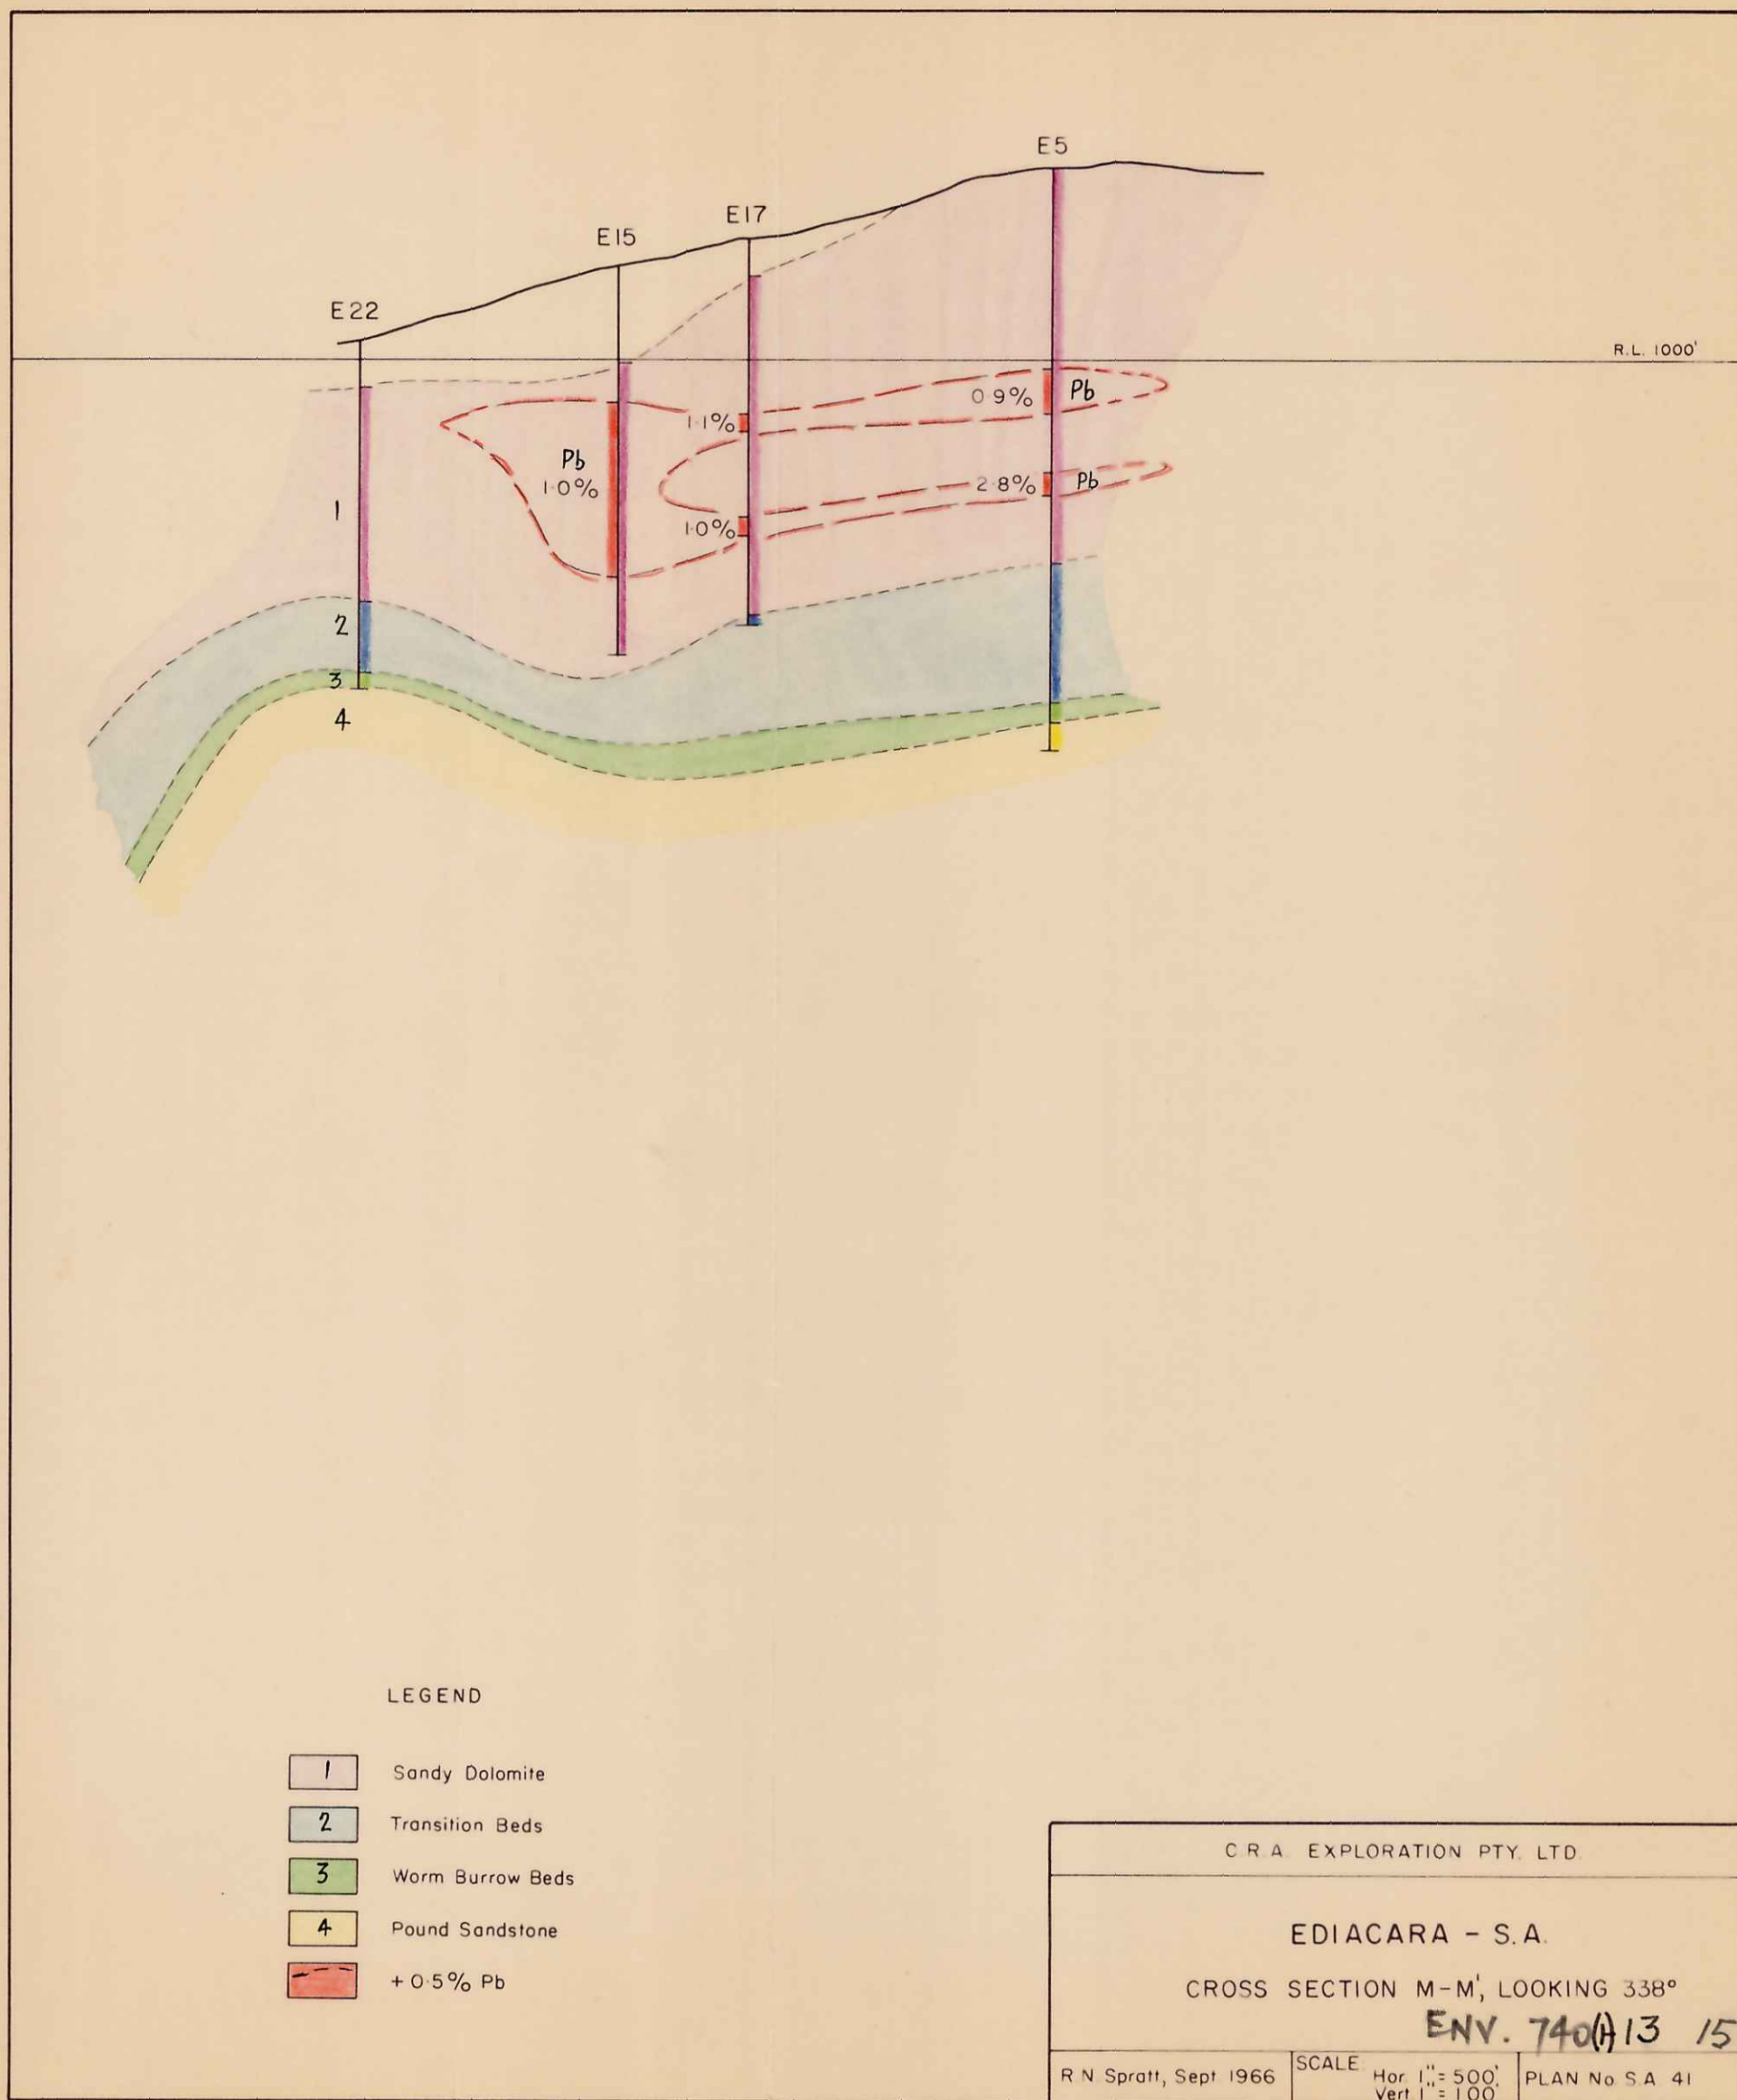 E5
E17
E15
E22
R.L. 1000'
0.9% Pb
1.1%
Pb
1.0%
2.8% Pb
1
1.0%
2
3
4
LEGEND
1 Sandy Dolomite
2 Transition Beds
3 Worm Burrow Beds
4 Pound Sandstone
+0.5% Pb
C.R.A. EXPLORATION PTY. LTD.
EDIACARA - S.A.
CROSS SECTION M-M', LOOKING 338°
ENV. 740(A)13 15
R N Spratt, Sept 1966
SCALE
Hor. 1" = 500'
Vert 1" = 100'
PLAN No. S A 41